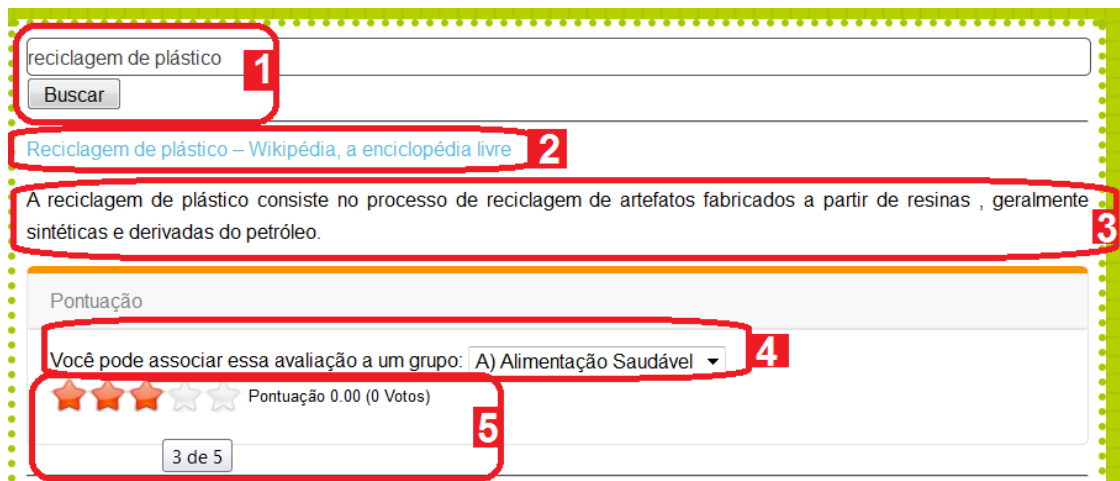 reciclagem de plástico
1
Buscar
Reciclagem de plástico – Wikipédia, a enciclopédia livre
2
A reciclagem de plástico consiste no processo de reciclagem de artefatos fabricados a partir de resinas , geralmente
sintéticas e derivadas do petróleo.
3
Pontuação
Você pode associar essa avaliação a um grupo: A) Alimentação Saudável
4
Pontuação 0.00 (0 Votos)
5
3 de 5